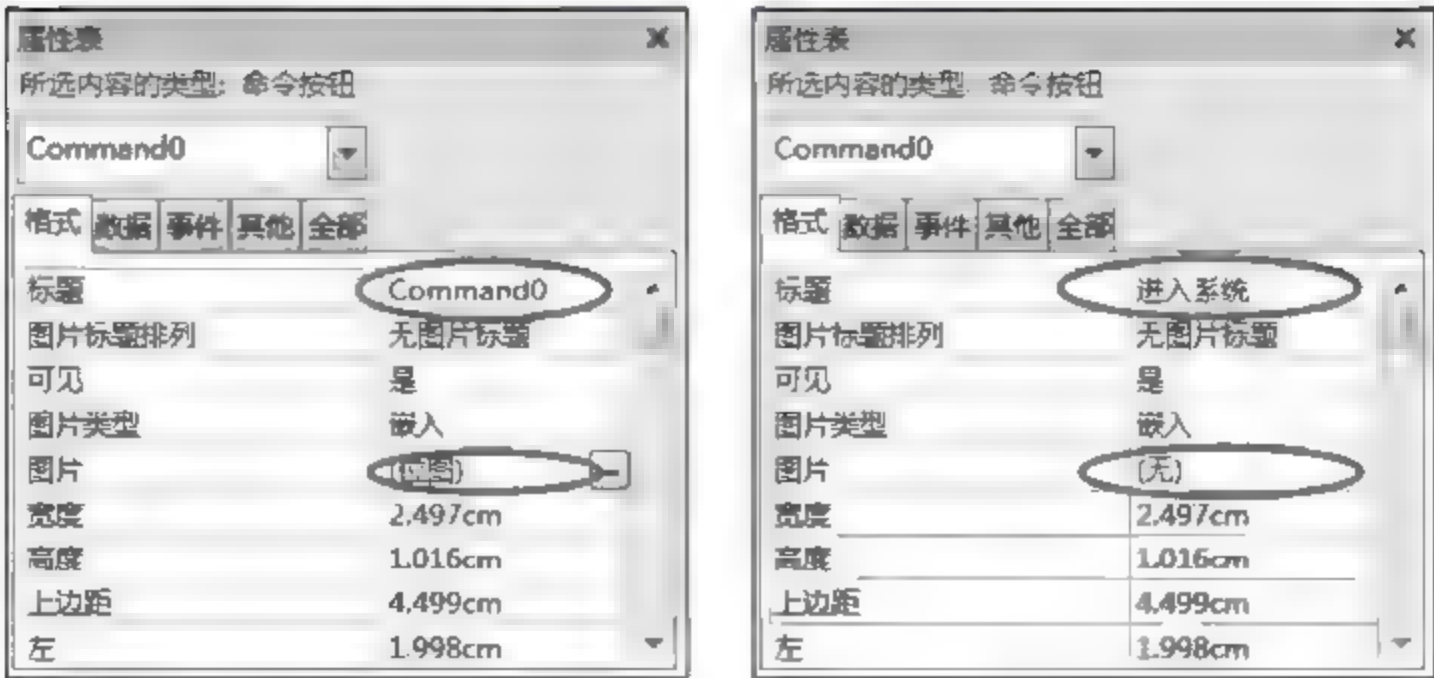 属性表
所选内容的类型: 命令按钮
Command0
格式 数据 事件 其他 全部
标题 Command0
图片标题排列 无图片标题
可见 是
图片类型 嵌入
图片 (位图)
宽度 2.497cm
高度 1.016cm
上边距 4.499cm
左 1.998cm
属性表
所选内容的类型 命令按钮
Command0
格式 数据 事件 其他 全部
标题 进入系统
图片标题排列 无图片标题
可见 是
图片类型 嵌入
图片 (无)
宽度 2.497cm
高度 1.016cm
上边距 4.499cm
左 1.998cm